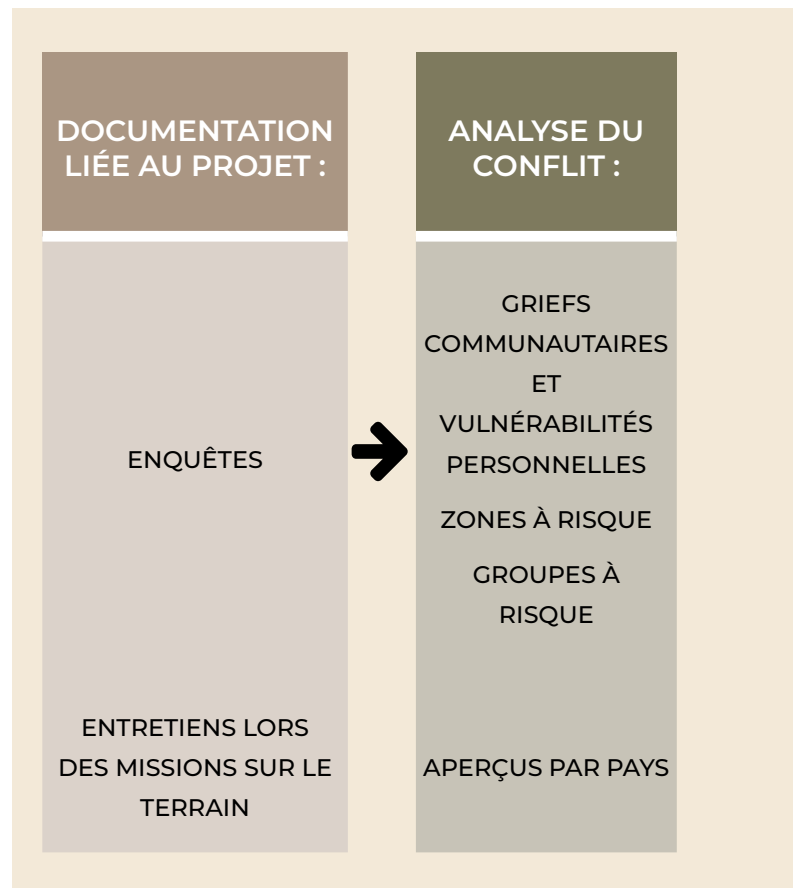 DOCUMENTATION
LIÉE AU PROJET :
ENQUÊTES
ENTRETIENS LORS
DES MISSIONS SUR LE
TERRAIN
ANALYSE DU
CONFLIT :
GRIEFS
COMMUNAUTAIRES
ET
VULNÉRABILITÉS
PERSONNELLES
ZONES À RISQUE
GROUPES À
RISQUE
APERÇUS PAR PAYS